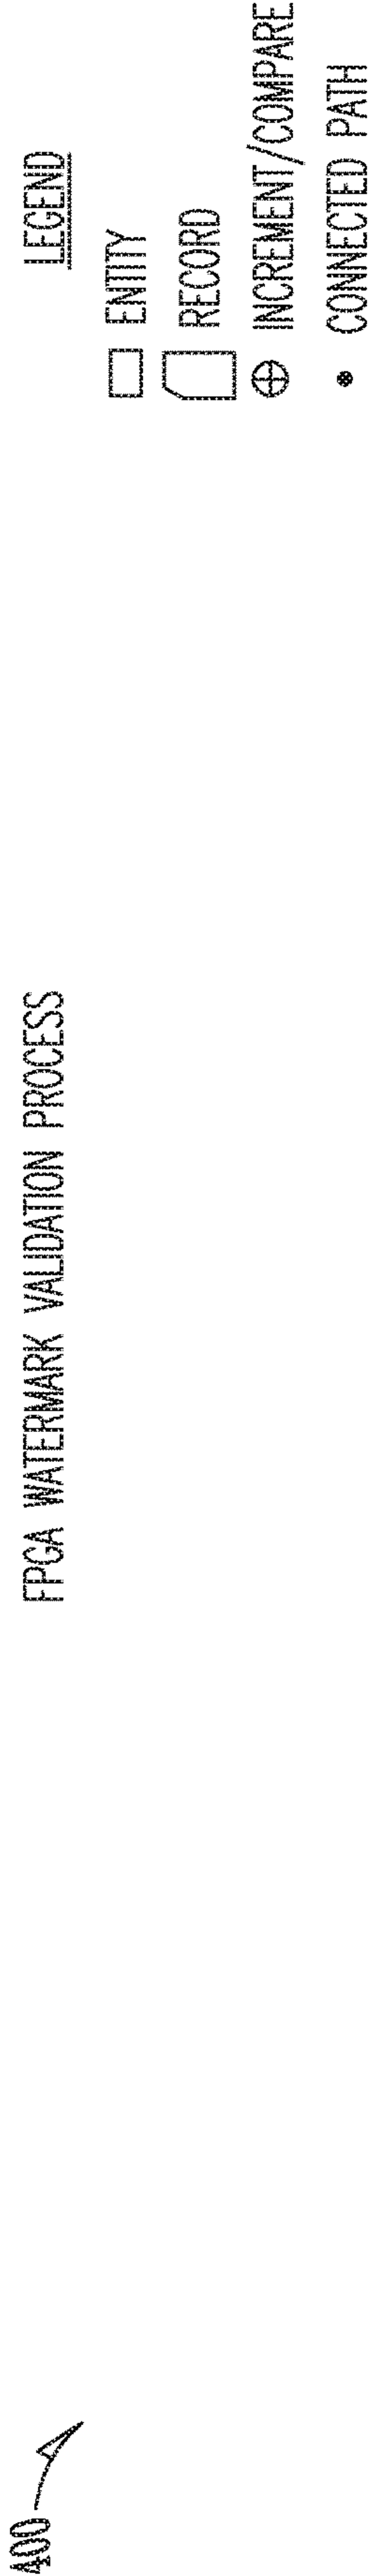 400
FPGA WATERMARK VALIDATION PROCESS
LEGEND
ENTITY
RECORD
INCREMENT/COMPARE
CONNECTED PATH